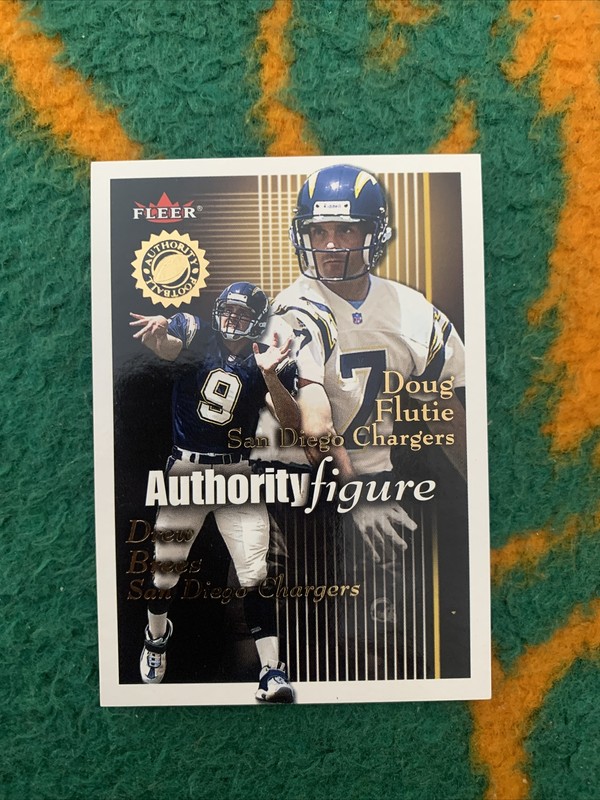 FLEER®
AUTHORITY
FOOTBALL
9
7
Doug
Flutie
San Diego Chargers
Authority figure
Drew
Brees
San Diego Chargers